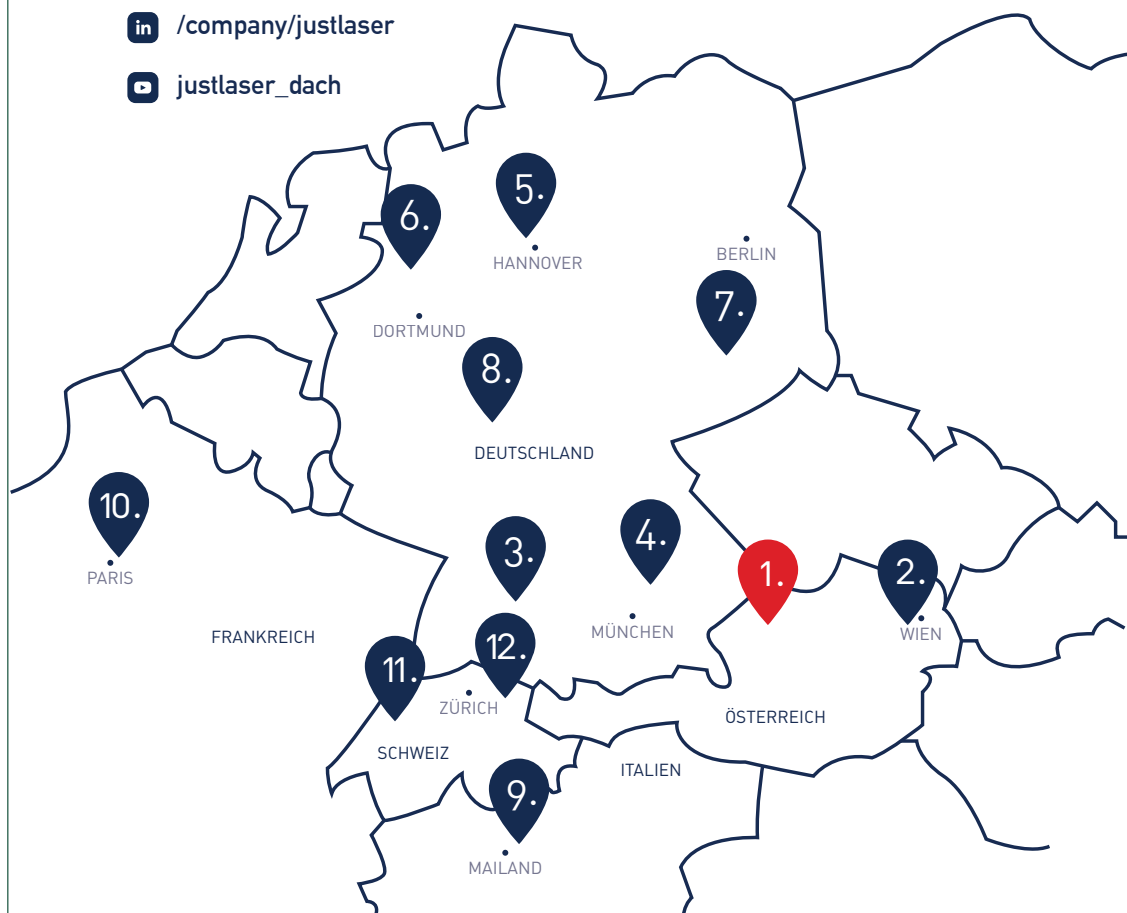 in /company/justlaser
justlaser_dach
5.
6.
HANNOVER
BERLIN
7.
DORTMUND
8.
DEUTSCHLAND
10.
3.
4.
1.
2.
PARIS
MÜNCHEN
WIEN
FRANKREICH
12.
11.
ZÜRICH
ÖSTERREICH
SCHWEIZ
ITALIEN
9.
MAILAND